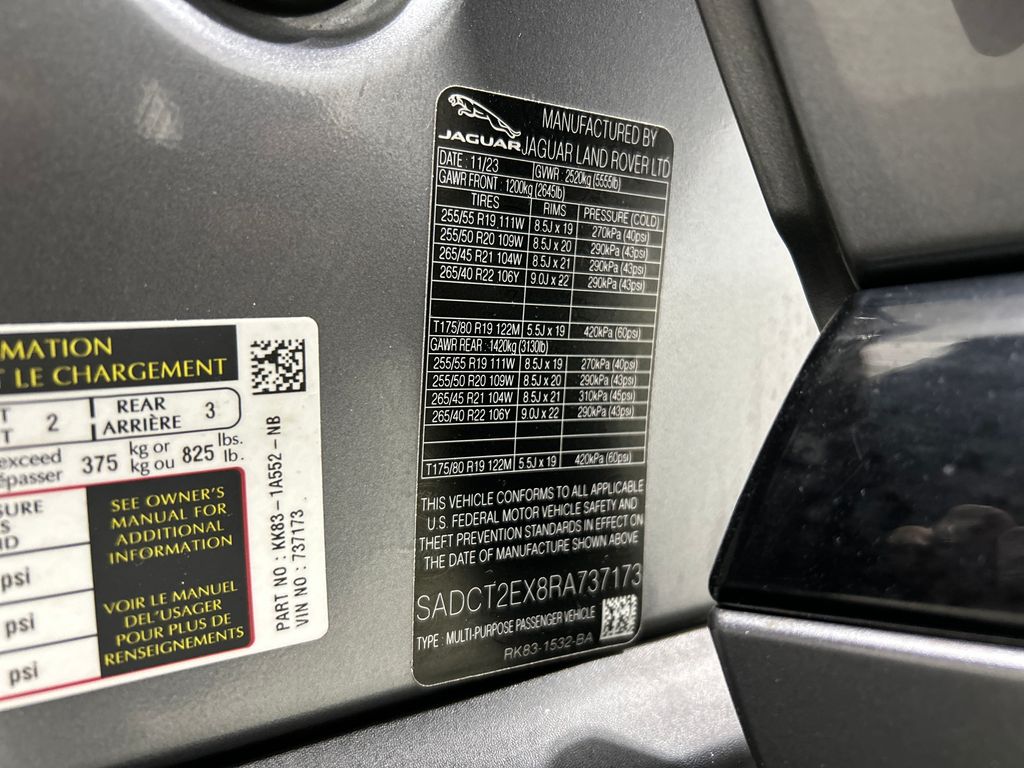 MATION
T LE CHARGEMENT
T 2 REAR 3
T ARRIÈRE
exceed 375 kg or 825 lbs.
épasser kg ou lb.
SURE
S
ID
psi
psi
psi
SEE OWNER'S
MANUAL FOR
ADDITIONAL
INFORMATION
VOIR LE MANUEL
DEL'USAGER
POUR PLUS DE
RENSEIGNEMENTS
PART NO : KK83 - 1A552 - NB
VIN NO : 737173
JAGUAR
MANUFACTURED BY
JAGUAR LAND ROVER LTD
DATE : 11/23 GVWR : 2520kg (5555lb)
GAWR FRONT : 1200kg (2645lb)
TIRES RIMS PRESSURE (COLD)
255/55 R19 111W 8.5J x 19 270kPa (40psi)
255/50 R20 109W 8.5J x 20 290kPa (43psi)
265/45 R21 104W 8.5J x 21 290kPa (43psi)
265/40 R22 106Y 9.0J x 22 290kPa (43psi)
T175/80 R19 122M 5.5J x 19 420kPa (60psi)
GAWR REAR : 1420kg (3130lb)
255/55 R19 111W 8.5J x 19 270kPa (40psi)
255/50 R20 109W 8.5J x 20 290kPa (43psi)
265/45 R21 104W 8.5J x 21 310kPa (45psi)
265/40 R22 106Y 9.0J x 22 290kPa (43psi)
T175/80 R19 122M 5.5J x 19 420kPa (60psi)
THIS VEHICLE CONFORMS TO ALL APPLICABLE
U.S. FEDERAL MOTOR VEHICLE SAFETY AND
THEFT PREVENTION STANDARDS IN EFFECT ON
THE DATE OF MANUFACTURE SHOWN ABOVE
SADCT2EX8RA737173
TYPE : MULTI-PURPOSE PASSENGER VEHICLE
RK83-1532-BA